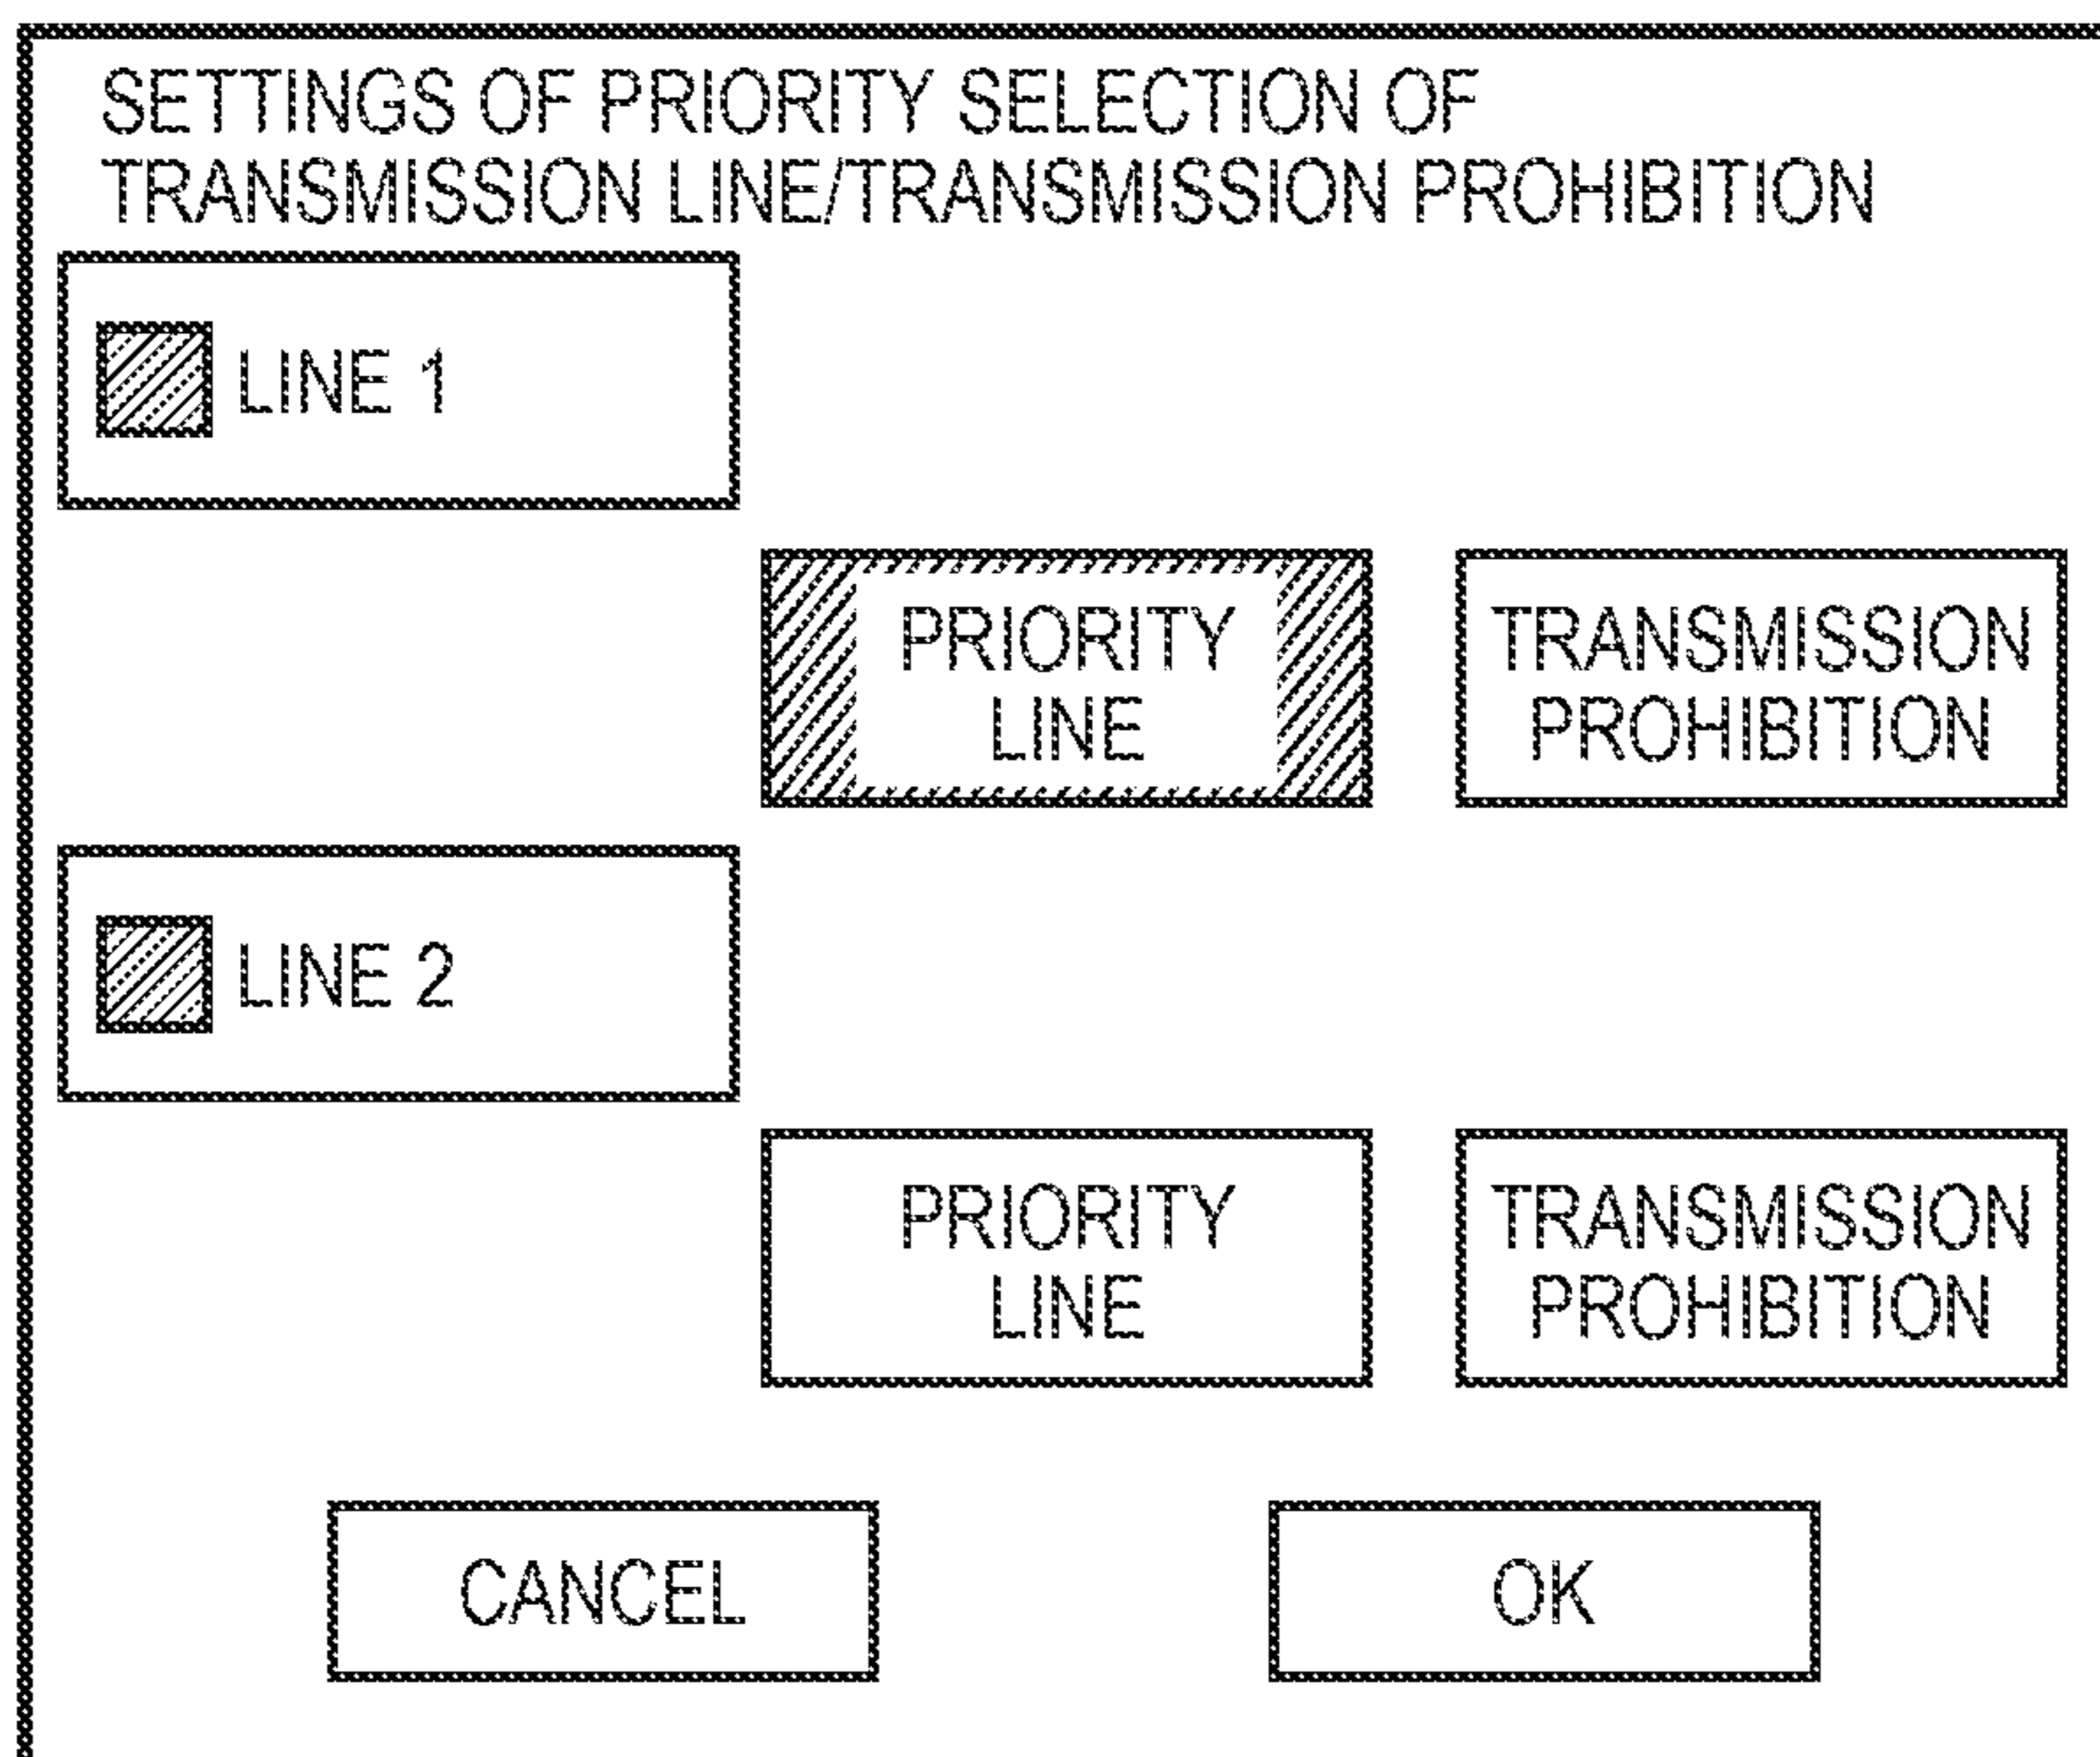 SETTINGS OF PRIORITY SELECTION OF
TRANSMISSION LINE/TRANSMISSION PROHIBITION
LINE 1
PRIORITY
LINE
TRANSMISSION
PROHIBITION
LINE 2
PRIORITY
LINE
TRANSMISSION
PROHIBITION
CANCEL
OK